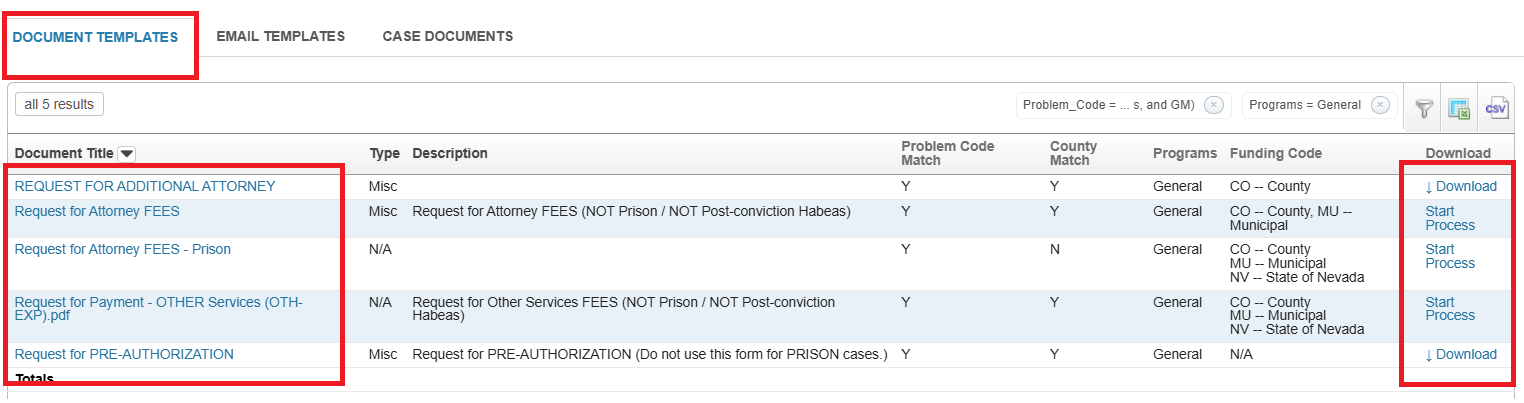 DOCUMENT TEMPLATES EMAIL TEMPLATES CASE DOCUMENTS
all 5 results Problem_Code = ... s, and GM) Programs = General CSV
Document Title Type Description Problem Code Match County Match Programs Funding Code Download
REQUEST FOR ADDITIONAL ATTORNEY Misc Y Y General CO -- County ↓ Download
Request for Attorney FEES Misc Request for Attorney FEES (NOT Prison / NOT Post-conviction Habeas) Y Y General CO -- County, MU -- Start
Municipal Process
Request for Attorney FEES - Prison N/A Y N General CO -- County Start
MU -- Municipal Process
NV -- State of Nevada
Request for Payment - OTHER Services (OTH- N/A Request for Other Services FEES (NOT Prison / NOT Post-conviction Y Y General CO -- County Start
EXP).pdf Habeas) MU -- Municipal Process
NV -- State of Nevada
Request for PRE-AUTHORIZATION Misc Request for PRE-AUTHORIZATION (Do not use this form for PRISON cases.) Y Y General N/A ↓ Download
Totals